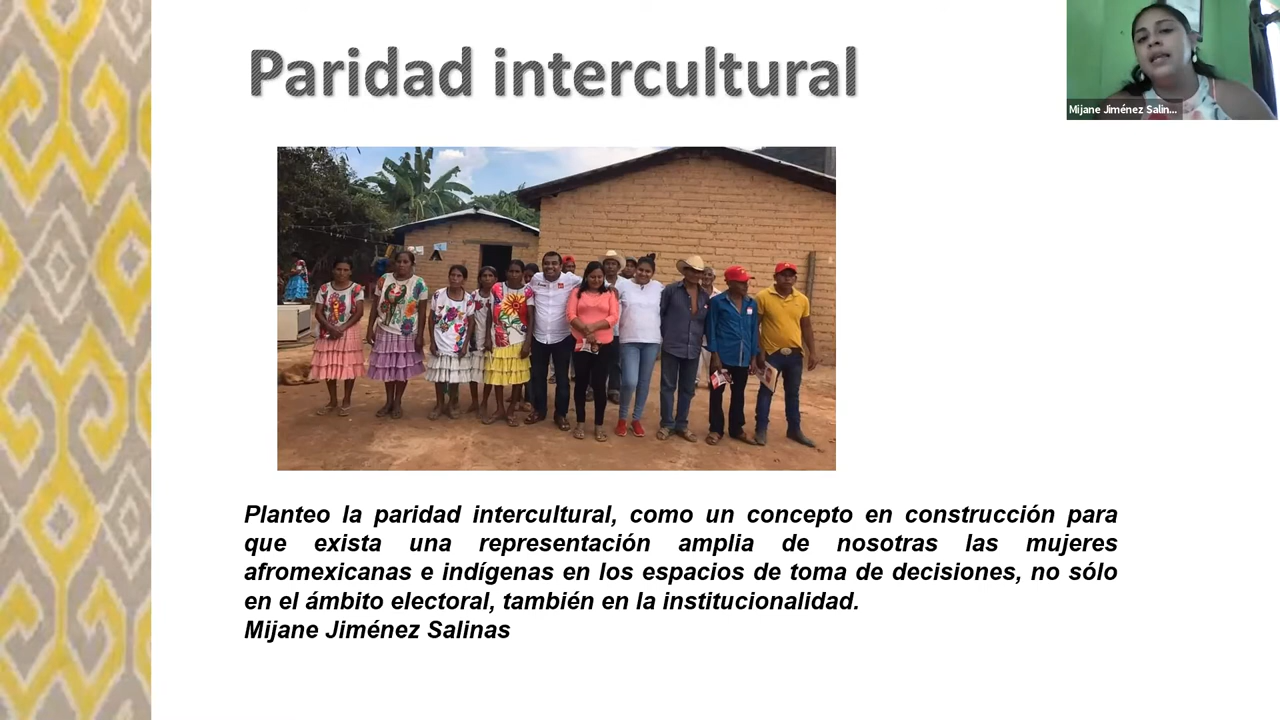 Paridad intercultural
Mijane Jiménez Salin...
Planteo la paridad intercultural, como un concepto en construcción para
que exista una representación amplia de nosotras las mujeres
afromexicanas e indígenas en los espacios de toma de decisiones, no sólo
en el ámbito electoral, también en la institucionalidad.
Mijane Jiménez Salinas